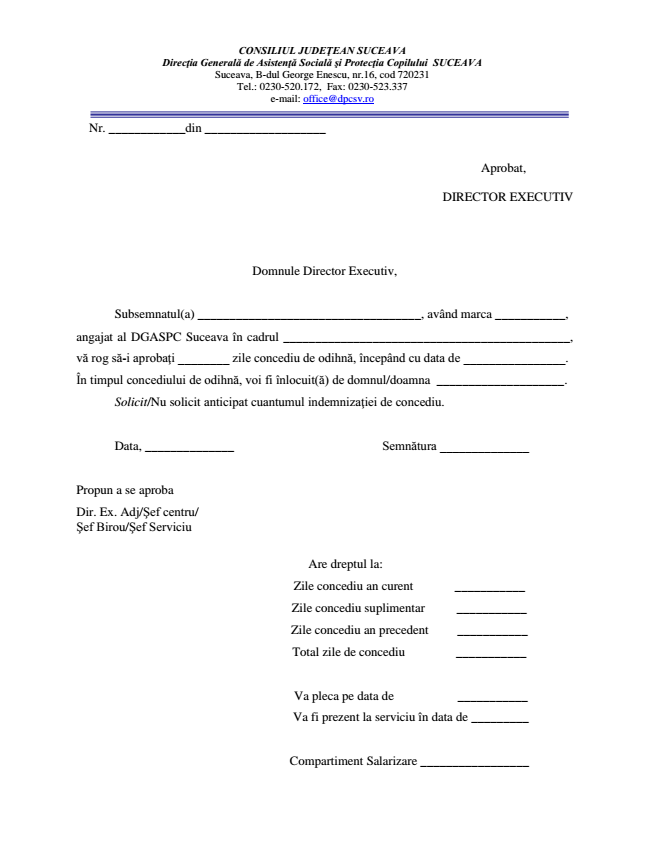 CONSILIUL JUDEŢEAN SUCEAVA
Direcţia Generală de Asistenţă Socială şi Protecţia Copilului SUCEAVA
Suceava, B-dul George Enescu, nr.16, cod 720231
Tel.: 0230-520.172, Fax: 0230-523.337
e-mail: office@dpcsv.ro
Nr. ____________din ___________________
Aprobat,
DIRECTOR EXECUTIV
Domnule Director Executiv,
Subsemnatul(a) ___________________________________, având marca ___________,
angajat al DGASPC Suceava în cadrul _____________________________________________,
vă rog să-i aprobaţi ________ zile concediu de odihnă, începând cu data de ________________.
În timpul concediului de odihnă, voi fi înlocuit(ă) de domnul/doamna ____________________.
Solicit/Nu solicit anticipat cuantumul indemnizaţiei de concediu.
Data, ______________ Semnătura ______________
Propun a se aproba
Dir. Ex. Adj/Şef centru/
Şef Birou/Şef Serviciu
Are dreptul la:
Zile concediu an curent ___________
Zile concediu suplimentar ___________
Zile concediu an precedent ___________
Total zile de concediu ___________
Va pleca pe data de ___________
Va fi prezent la serviciu în data de _________
Compartiment Salarizare _________________